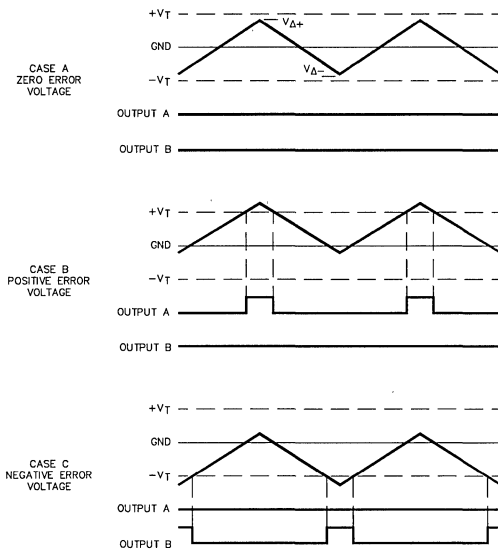 +VT
VΔ+
GND
CASE A
ZERO ERROR
VOLTAGE
VΔ−
−VT
OUTPUT A
OUTPUT B
+VT
GND
CASE B
POSITIVE ERROR
VOLTAGE
−VT
OUTPUT A
OUTPUT B
+VT
GND
CASE C
NEGATIVE ERROR
VOLTAGE
−VT
OUTPUT A
OUTPUT B